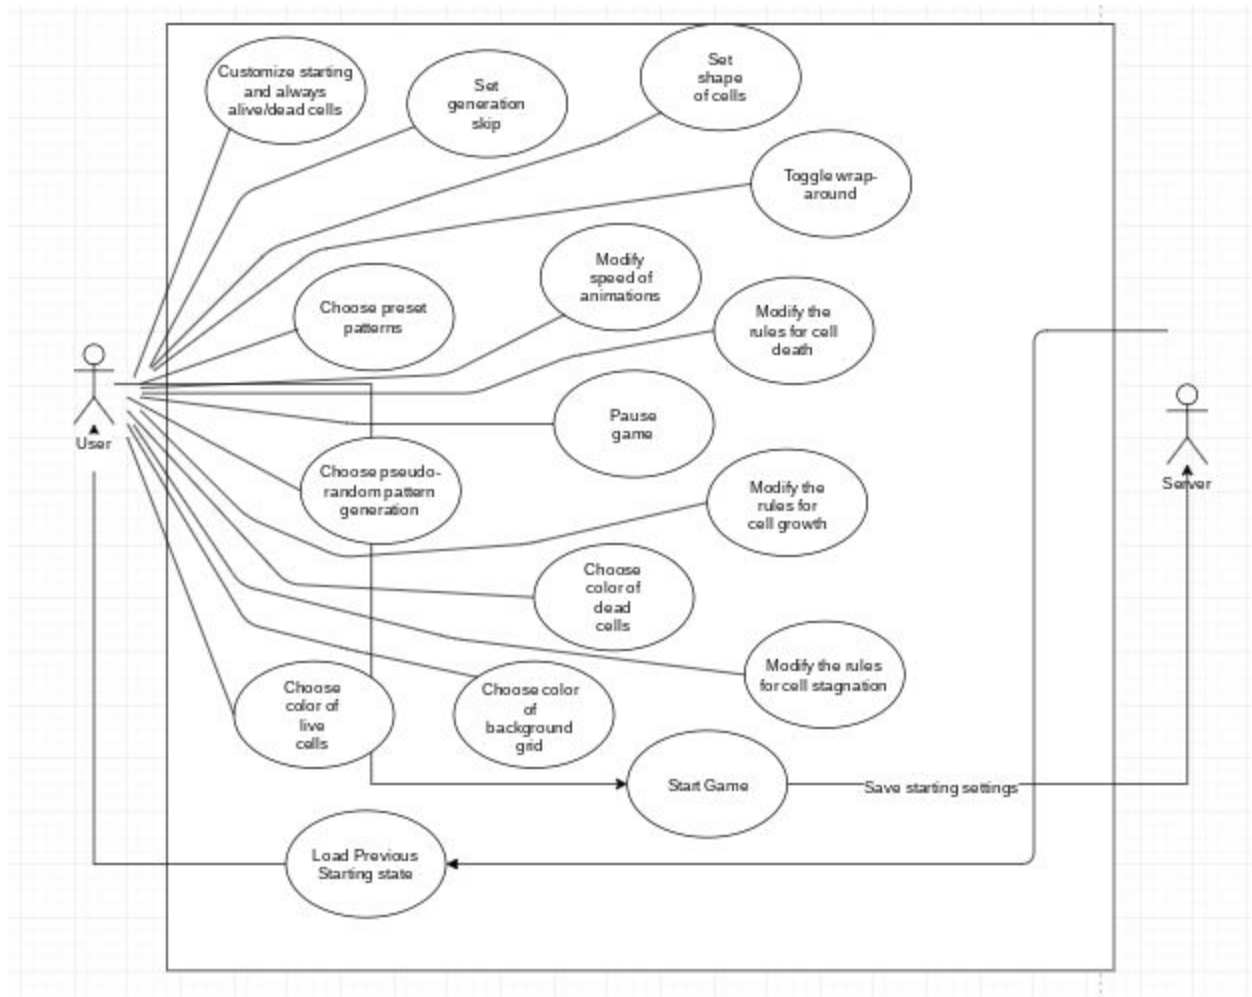 Customize starting
and always
alive/dead cells
Set
generation
skip
Set
shape
of cells
Toggle wrap-
around
Modify
speed of
animations
Choose preset
patterns
Modify the
rules for cell
death
User
Pause
game
Server
Choose pseudo-
random pattern
generation
Modify the
rules for
cell growth
Choose
color of
dead
cells
Modify the rules
for cell stagnation
Choose
color of
live
cells
Choose color
of
background
grid
Start Game
Save starting settings
Load Previous
Starting state